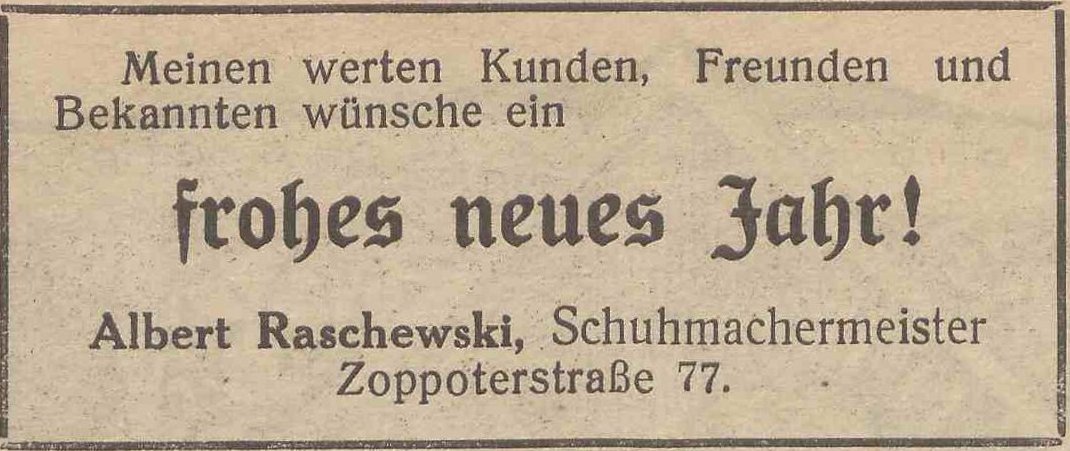 Meinen werten Kunden, Freunden und
Bekannten wünsche ein
frohes neues Jahr!
Albert Raschewski, Schuhmachermeister
Zoppoterstraße 77.